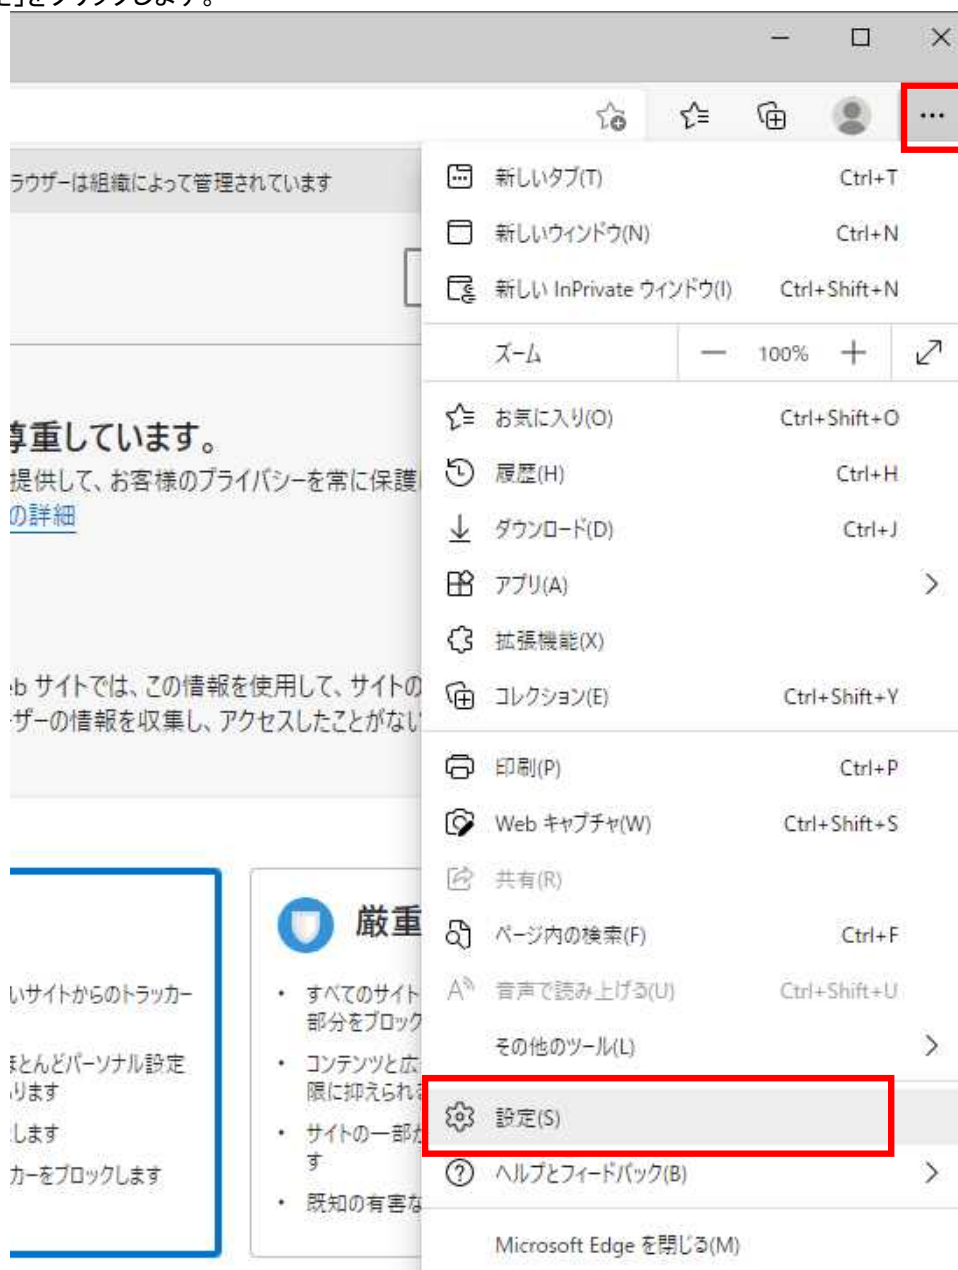 」をクリックします。
ラウザーは組織によって管理されています
新しいタブ(T) Ctrl+T
新しいウィンドウ(N) Ctrl+N
新しい InPrivate ウィンドウ(I) Ctrl+Shift+N
ズーム — 100% +
尊重しています。
提供して、お客様のプライバシーを常に保護
の詳細
お気に入り(O) Ctrl+Shift+O
履歴(H) Ctrl+H
ダウンロード(D) Ctrl+J
アプリ(A)
拡張機能(X)
コレクション(E) Ctrl+Shift+Y
eb サイトでは、この情報を使用して、サイトの
ーザーの情報を収集し、アクセスしたことがない
印刷(P) Ctrl+P
Web キャプチャ(W) Ctrl+Shift+S
共有(R)
ページ内の検索(F) Ctrl+F
音声で読み上げる(U) Ctrl+Shift+U
その他のツール(L)
設定(S)
ヘルプとフィードバック(B)
Microsoft Edge を閉じる(M)
いサイトからのトラッカー
ほとんどパーソナル設定
ります
します
カーをブロックします
厳重
• すべてのサイト
部分をブロック
• コンテンツと広
限に抑えられ
• サイトの一部が
す
• 既知の有害な